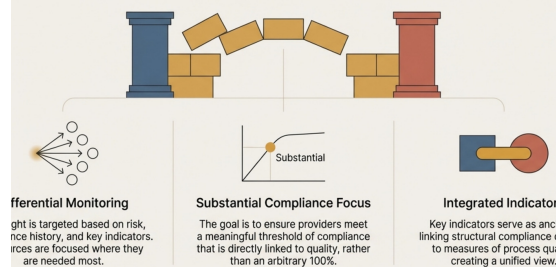 Substantial
fferential Monitoring
ght is targeted based on risk,
nce history, and key indicators.
rces are focused where they
are needed most.
Substantial Compliance Focus
The goal is to ensure providers meet
a meaningful threshold of compliance
that is directly linked to quality, rather
than an arbitrary 100%.
Integrated Indicator
Key indicators serve as anc
linking structural compliance
to measures of process qua
creating a unified view.